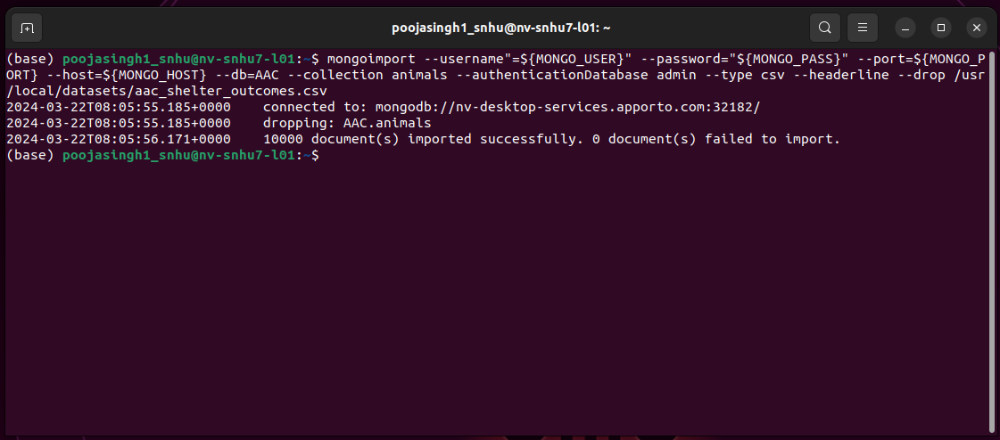 poojasingh1_snhu@nv-snhu7-l01: ~
(base) poojasingh1_snhu@nv-snhu7-l01:~$ mongoimport --username"=${MONGO_USER}" --password="${MONGO_PASS}" --port=${MONGO_P
ORT} --host=${MONGO_HOST} --db=AAC --collection animals --authenticationDatabase admin --type csv --headerline --drop /usr
/local/datasets/aac_shelter_outcomes.csv
2024-03-22T08:05:55.185+0000    connected to: mongodb://nv-desktop-services.apporto.com:32182/
2024-03-22T08:05:55.185+0000    dropping: AAC.animals
2024-03-22T08:05:56.171+0000    10000 document(s) imported successfully. 0 document(s) failed to import.
(base) poojasingh1_snhu@nv-snhu7-l01:~$